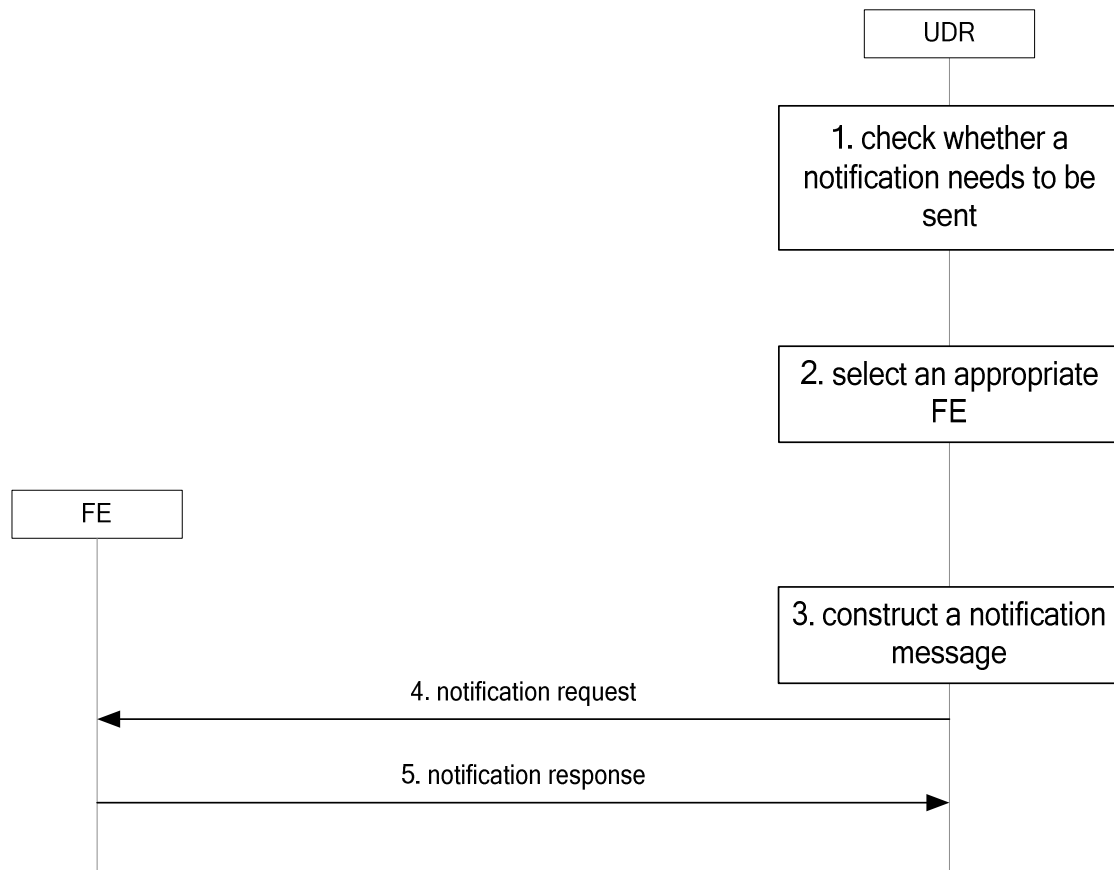 UDR
1. check whether a
notification needs to be
sent
2. select an appropriate
FE
FE
3. construct a notification
message
4. notification request
5. notification response